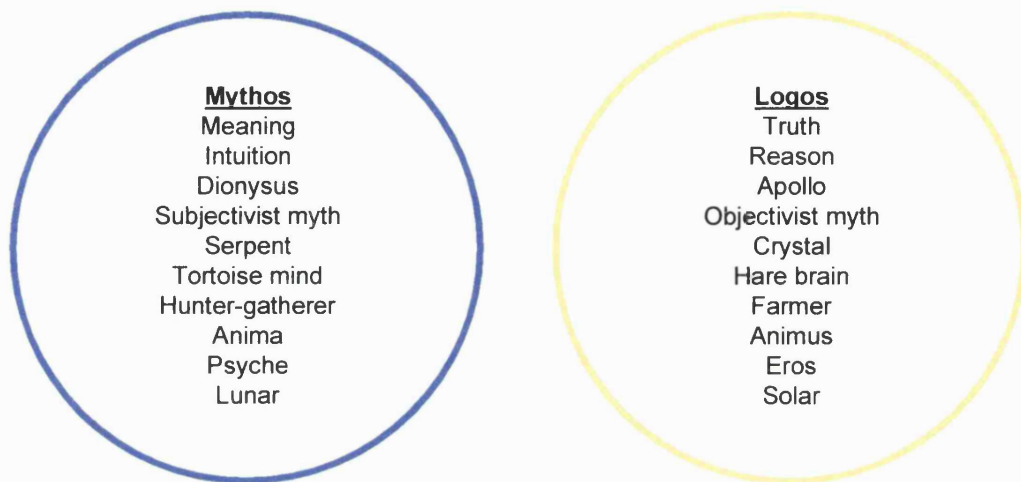 Mythos
Meaning
Intuition
Dionysus
Subjectivist myth
Serpent
Tortoise mind
Hunter-gatherer
Anima
Psyche
Lunar
Logos
Truth
Reason
Apollo
Objectivist myth
Crystal
Hare brain
Farmer
Animus
Eros
Solar